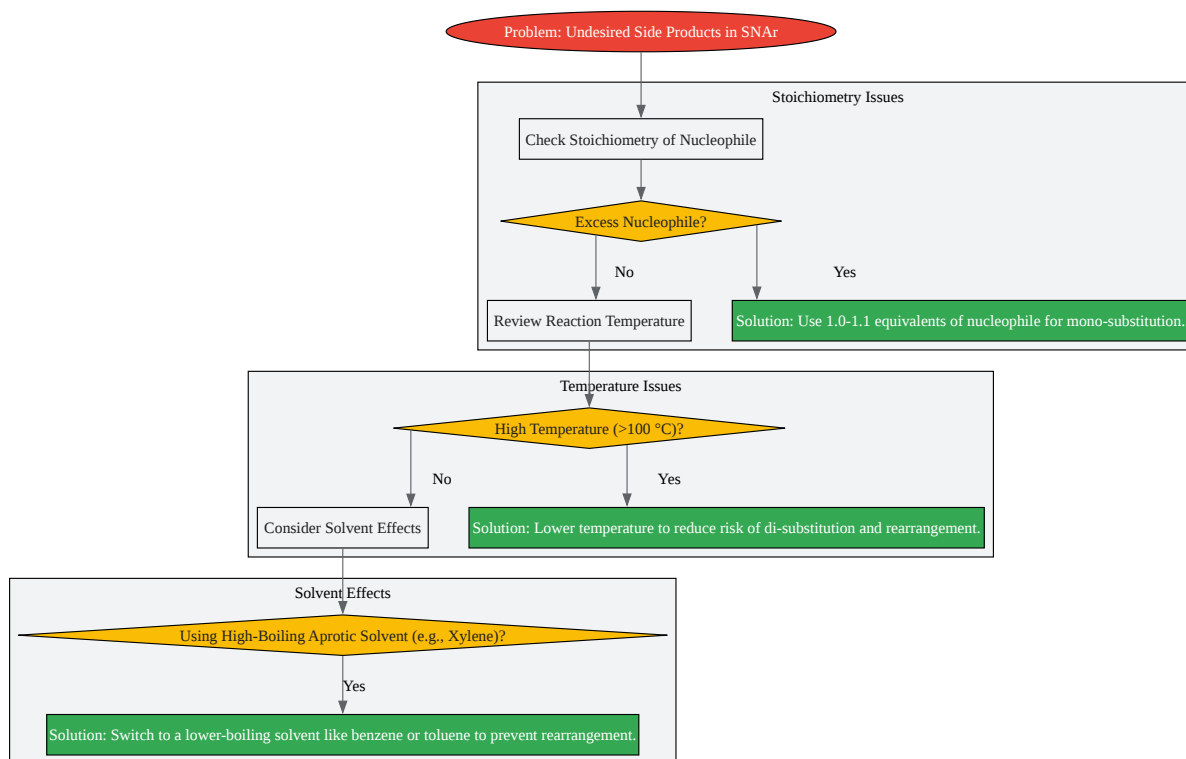 Problem: Undesired Side Products in SNAr
Stoichiometry Issues
Check Stoichiometry of Nucleophile
Excess Nucleophile?
No
Yes
Review Reaction Temperature
Solution: Use 1.0-1.1 equivalents of nucleophile for mono-substitution.
Temperature Issues
High Temperature (>100 °C)?
No
Yes
Consider Solvent Effects
Solution: Lower temperature to reduce risk of di-substitution and rearrangement.
Solvent Effects
Using High-Boiling Aprotic Solvent (e.g., Xylene)?
Yes
Solution: Switch to a lower-boiling solvent like benzene or toluene to prevent rearrangement.